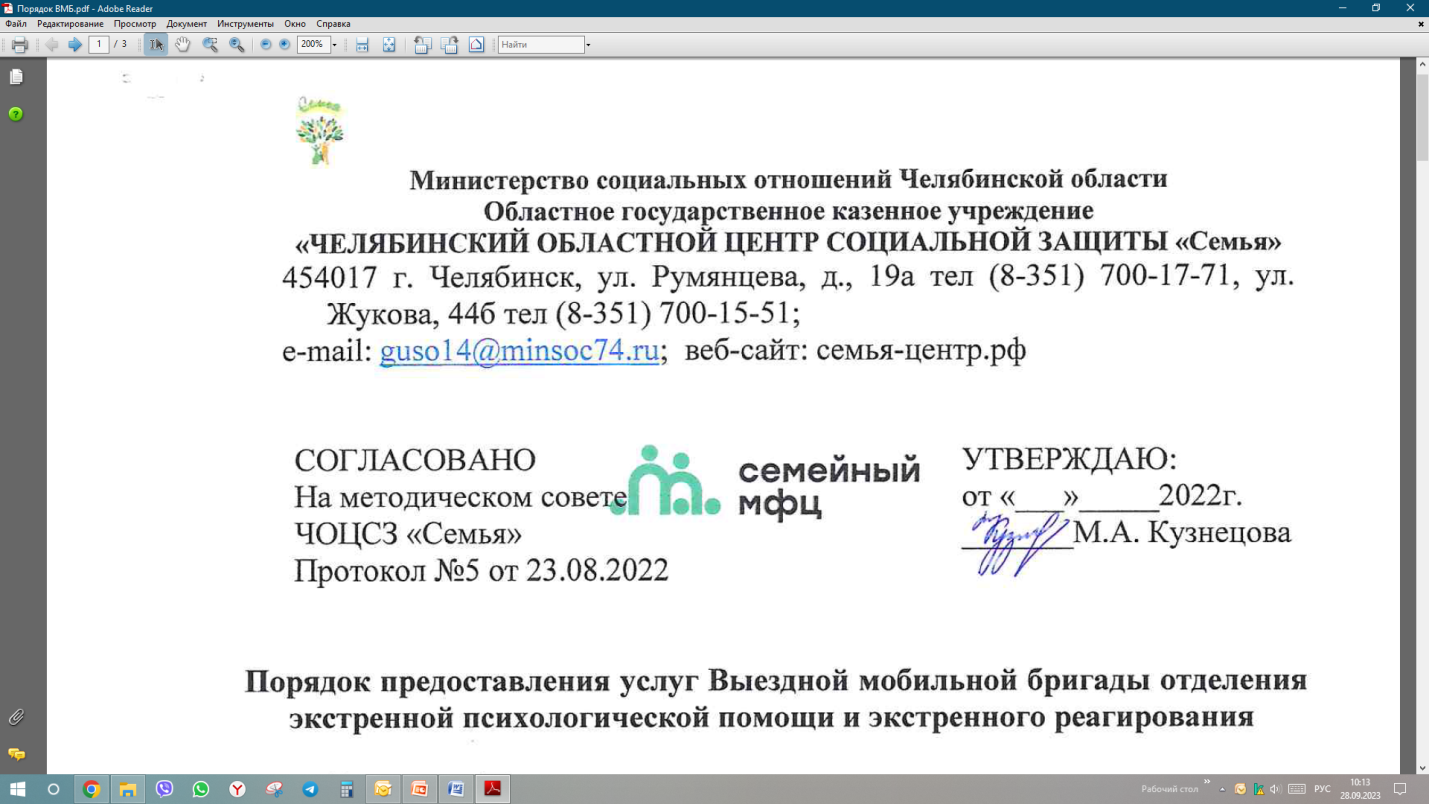 Порядок ВМБ.pdf - Adobe Reader
Файл Редактирование Просмотр Документ Инструменты Окно Справка
1 / 3 200% Найти
Семья
Министерство социальных отношений Челябинской области
Областное государственное казенное учреждение
«ЧЕЛЯБИНСКИЙ ОБЛАСТНОЙ ЦЕНТР СОЦИАЛЬНОЙ ЗАЩИТЫ «Семья»
454017 г. Челябинск, ул. Румянцева, д., 19а тел (8-351) 700-17-71, ул.
Жукова, 44б тел (8-351) 700-15-51;
e-mail: guso14@minsoc74.ru; веб-сайт: семья-центр.рф
СОГЛАСОВАНО
На методическом совете
ЧОЦСЗ «Семья»
Протокол №5 от 23.08.2022
семейный
мфц
УТВЕРЖДАЮ:
от «___»______2022г.
________М.А. Кузнецова
Порядок предоставления услуг Выездной мобильной бригады отделения
экстренной психологической помощи и экстренного реагирования
Рабочий стол
РУС
10:13
28.09.2023